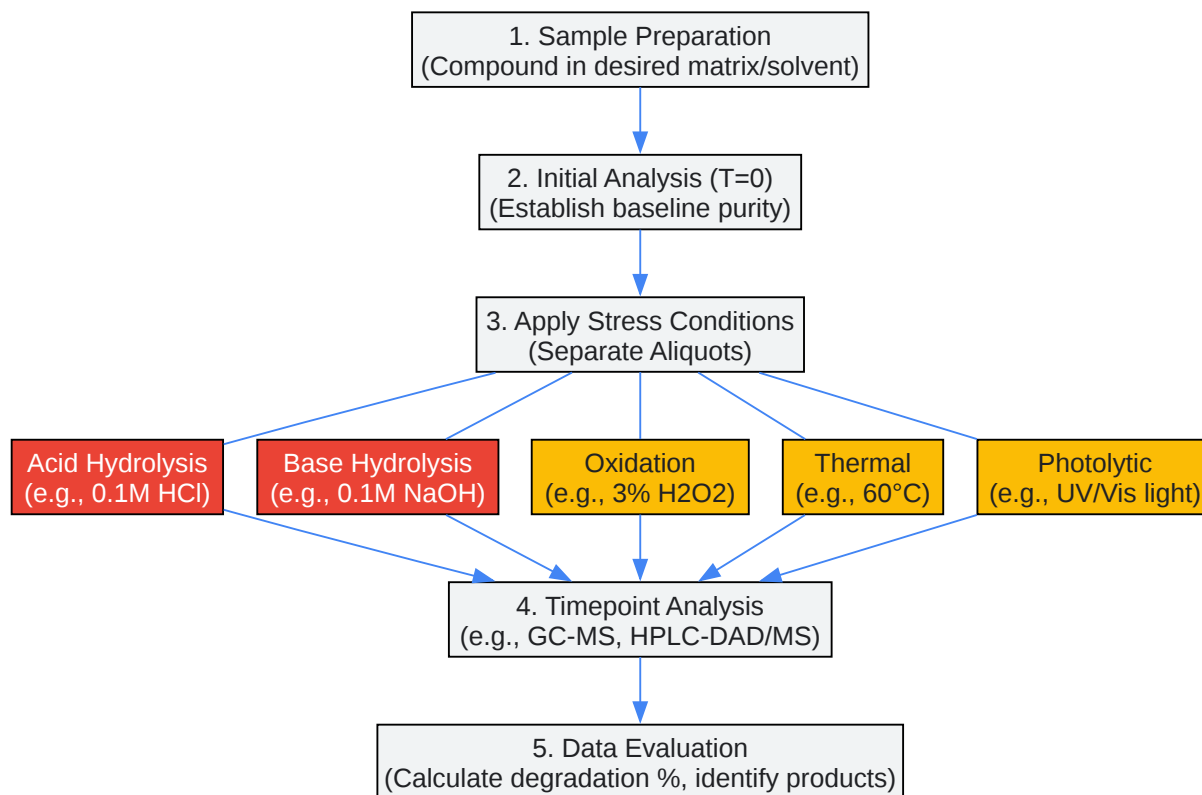 1. Sample Preparation
(Compound in desired matrix/solvent)
2. Initial Analysis (T=0)
(Establish baseline purity)
3. Apply Stress Conditions
(Separate Aliquots)
Acid Hydrolysis
(e.g., 0.1M HCl)
Base Hydrolysis
(e.g., 0.1M NaOH)
Oxidation
(e.g., 3% H2O2)
Thermal
(e.g., 60°C)
Photolytic
(e.g., UV/Vis light)
4. Timepoint Analysis
(e.g., GC-MS, HPLC-DAD/MS)
5. Data Evaluation
(Calculate degradation %, identify products)